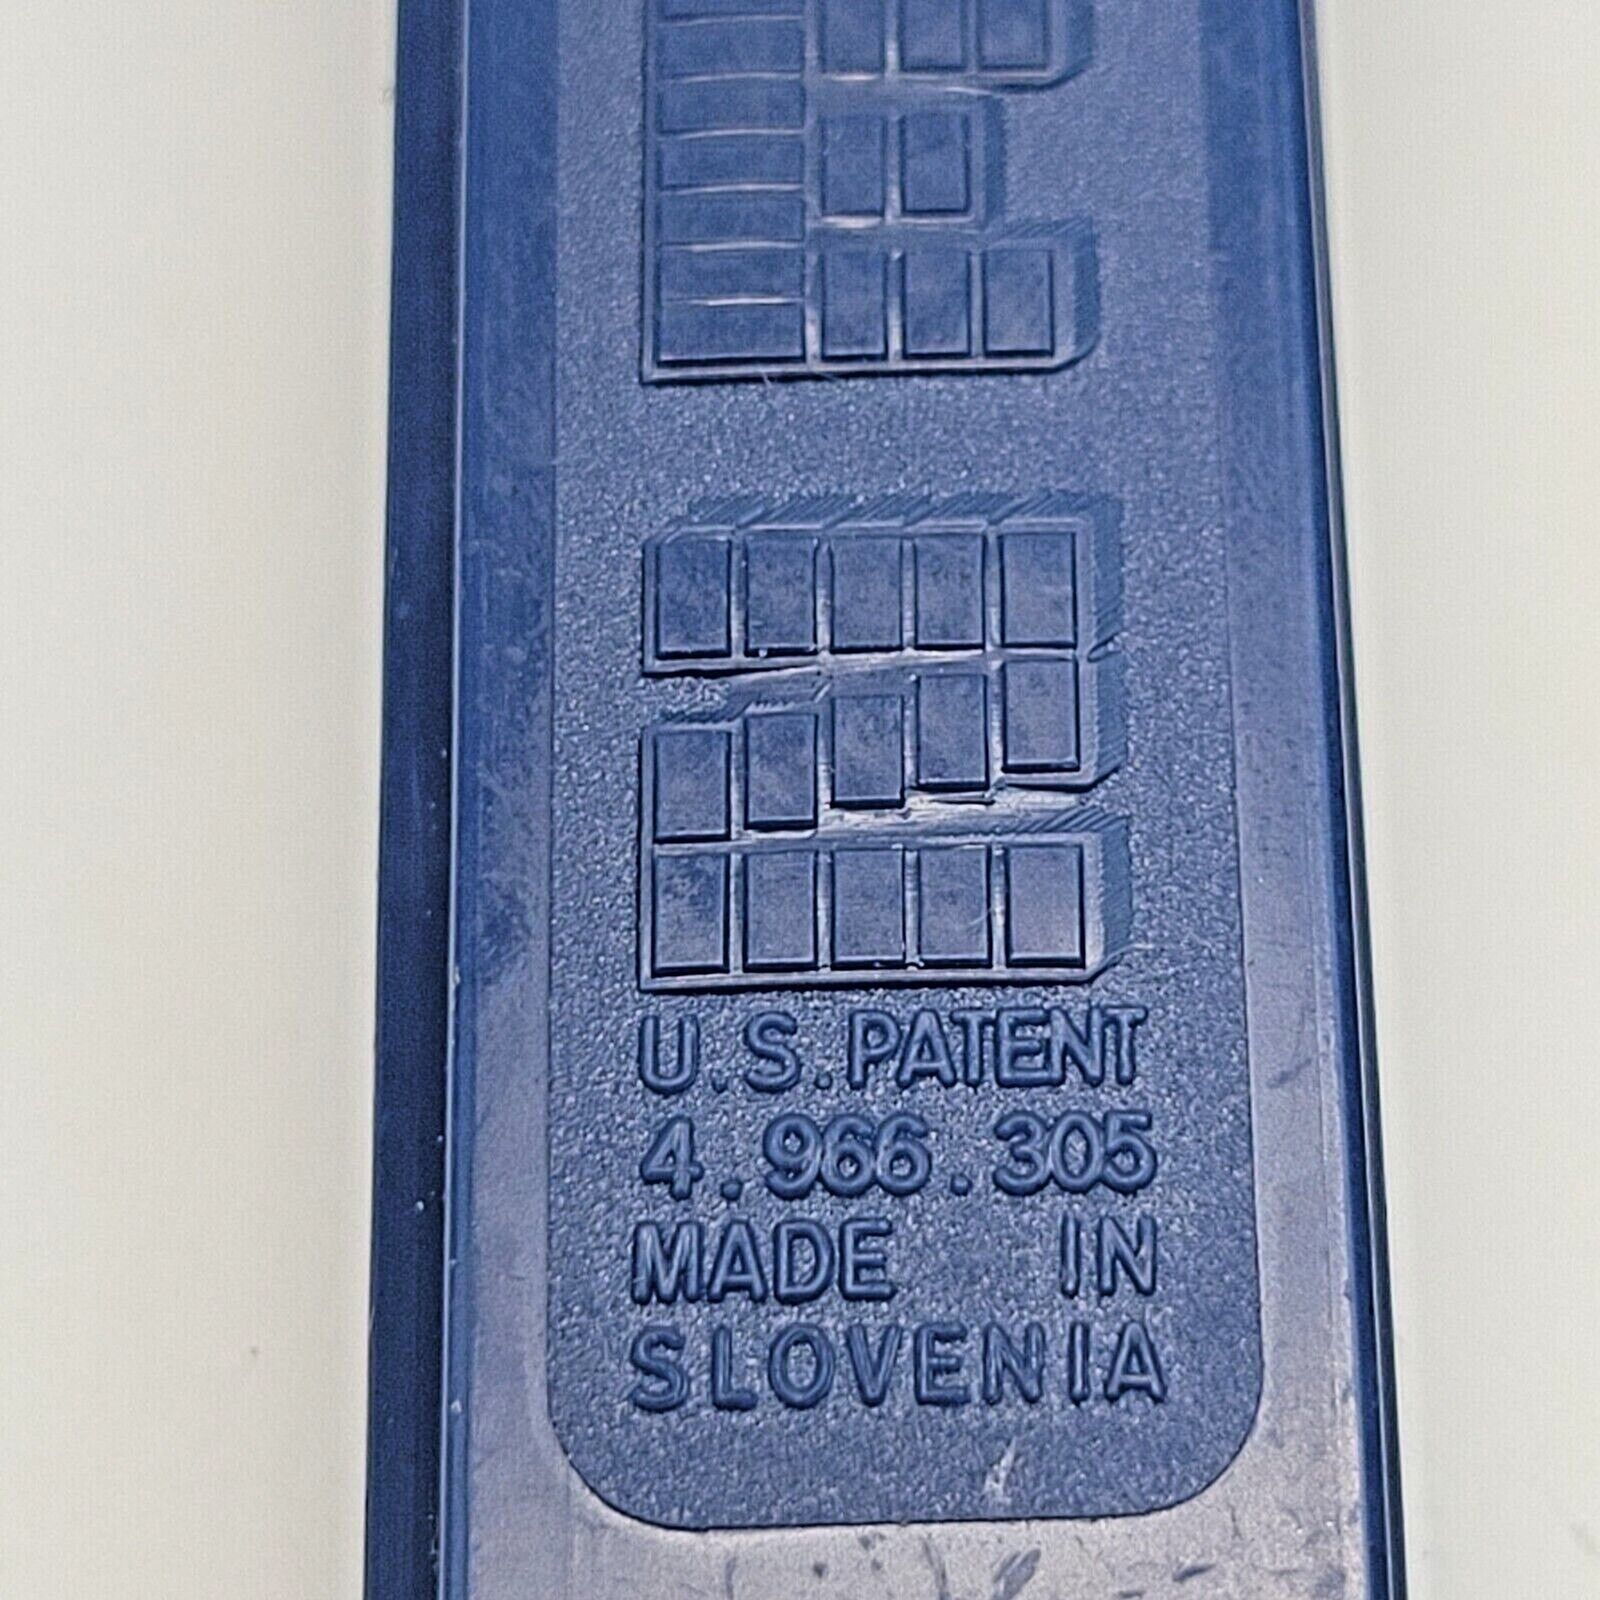 U.S. PATENT
4.966.305
MADE IN
SLOVENIA